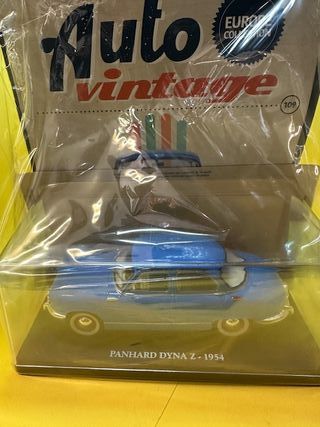 Auto
vintage
EUROPE
COLLECTION
109
PANHARD DYNA Z - 1954